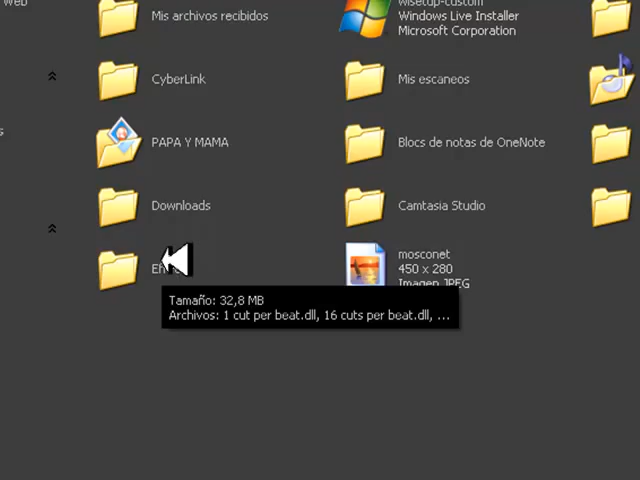 Web
Mis archivos recibidos
wlsetup-custom
Windows Live Installer
Microsoft Corporation
CyberLink
Mis escaneos
PAPA Y MAMA
Blocs de notas de OneNote
Downloads
Camtasia Studio
mosconet
450 x 280
Imagen JPEG
Tamaño: 32,8 MB
Archivos: 1 cut per beat.dll, 16 cuts per beat.dll, ...